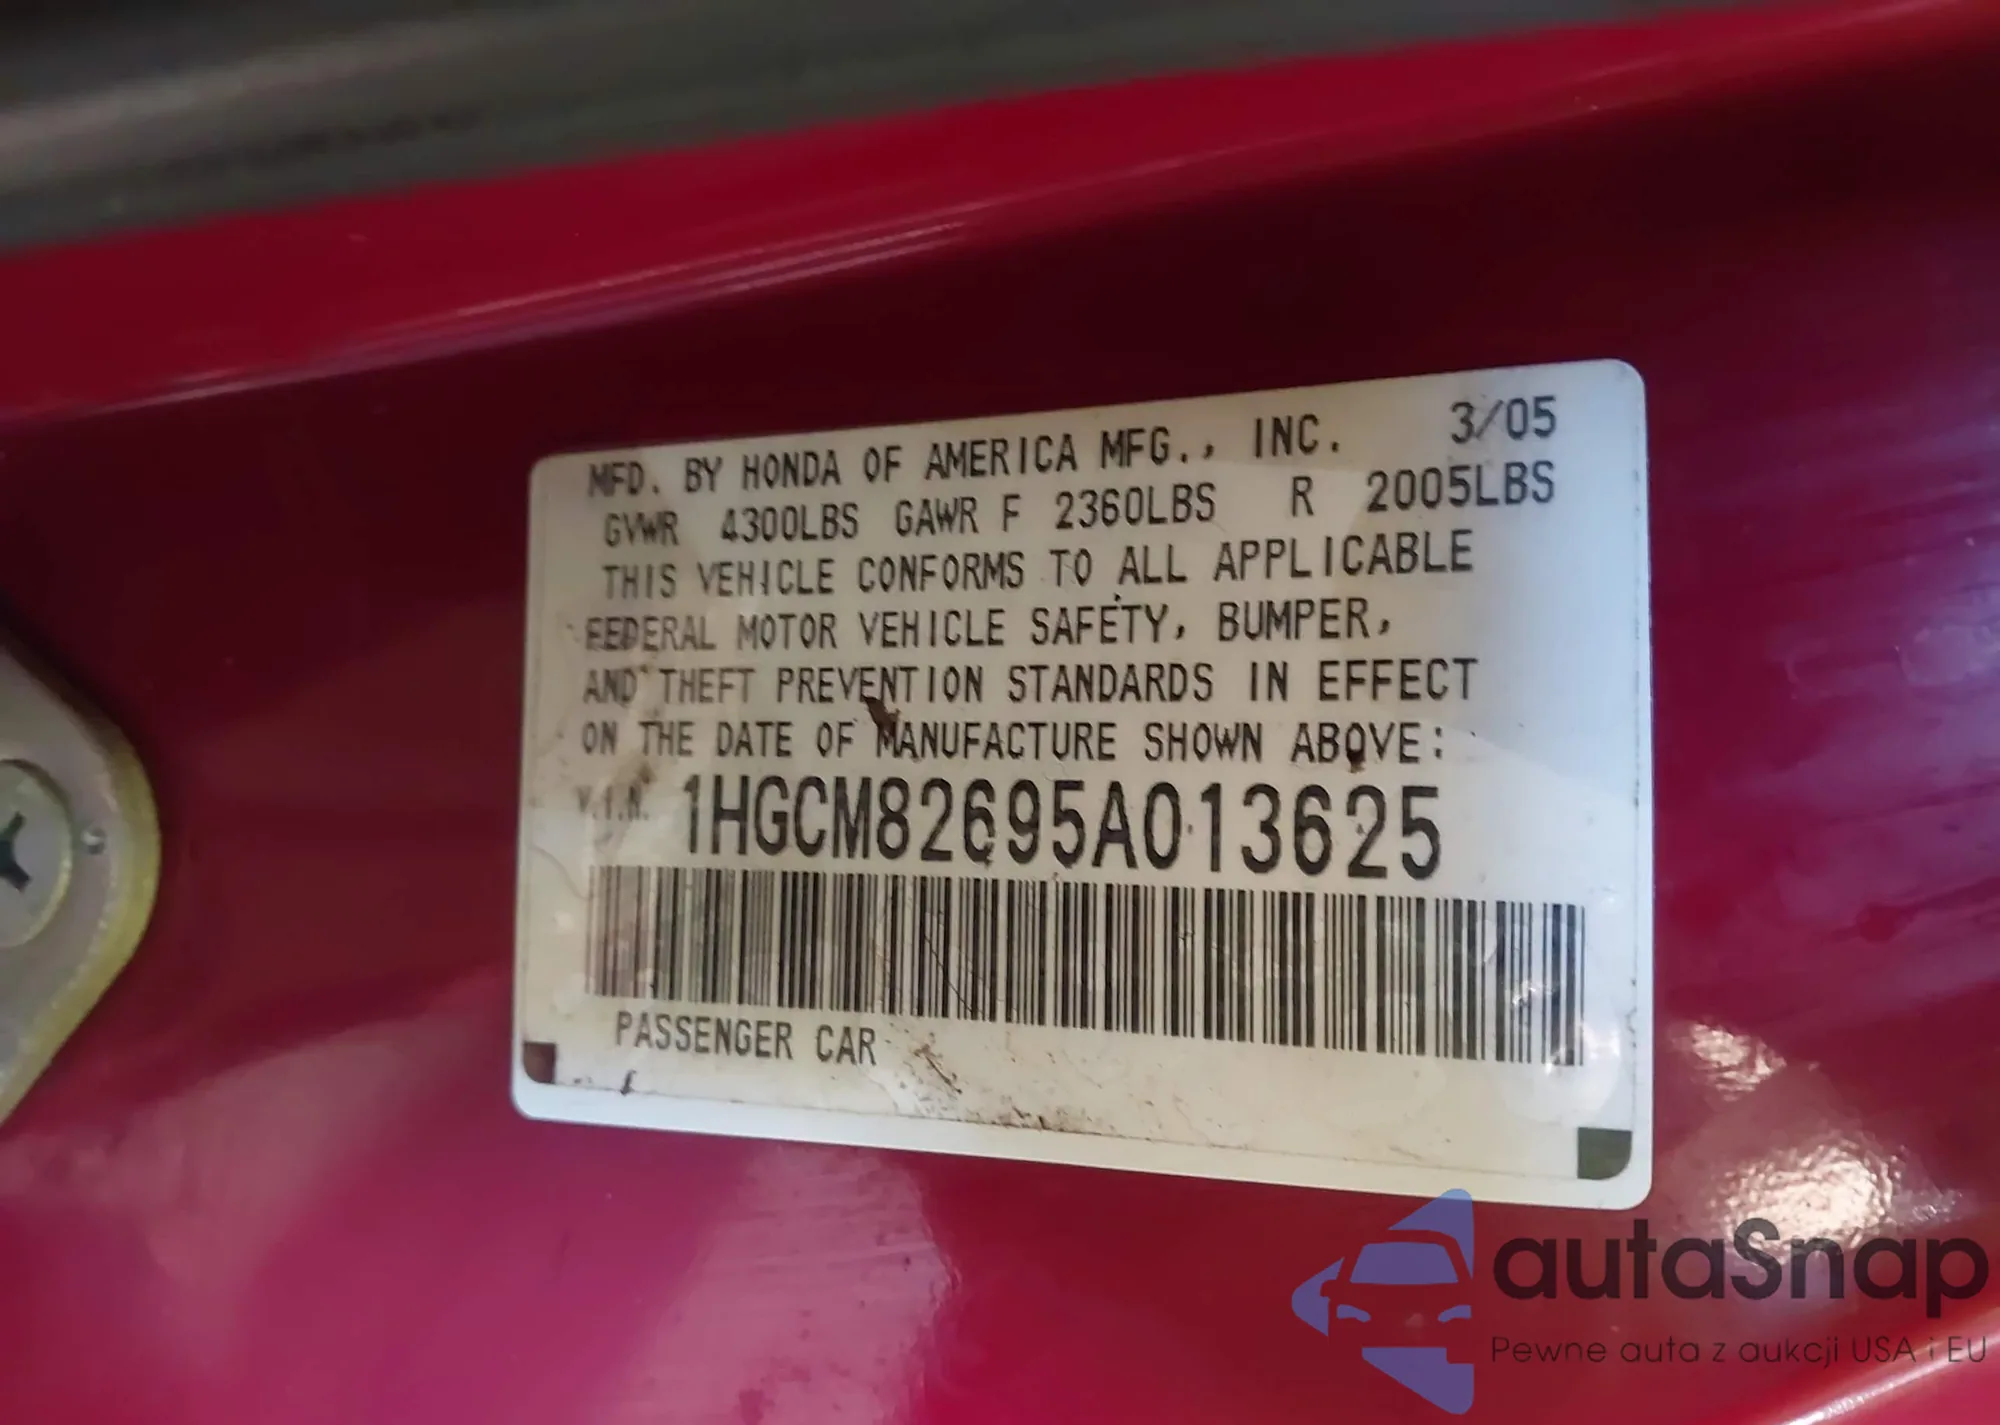 MFD. BY HONDA OF AMERICA MFG., INC. 3/05
GVWR 4300LBS GAWR F 2360LBS R 2005LBS
THIS VEHICLE CONFORMS TO ALL APPLICABLE
FEDERAL MOTOR VEHICLE SAFETY, BUMPER,
AND THEFT PREVENTION STANDARDS IN EFFECT
ON THE DATE OF MANUFACTURE SHOWN ABOVE:
V.I.N. 1HGCM82695A013625
PASSENGER CAR
autaSnap
Pewne auta z aukcji USA i EU